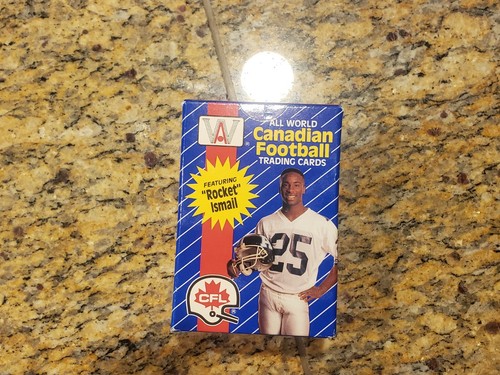 AW
®
ALL WORLD
Canadian
Football
TRADING CARDS
FEATURING
"Rocket"
Ismail
25
CFL
®